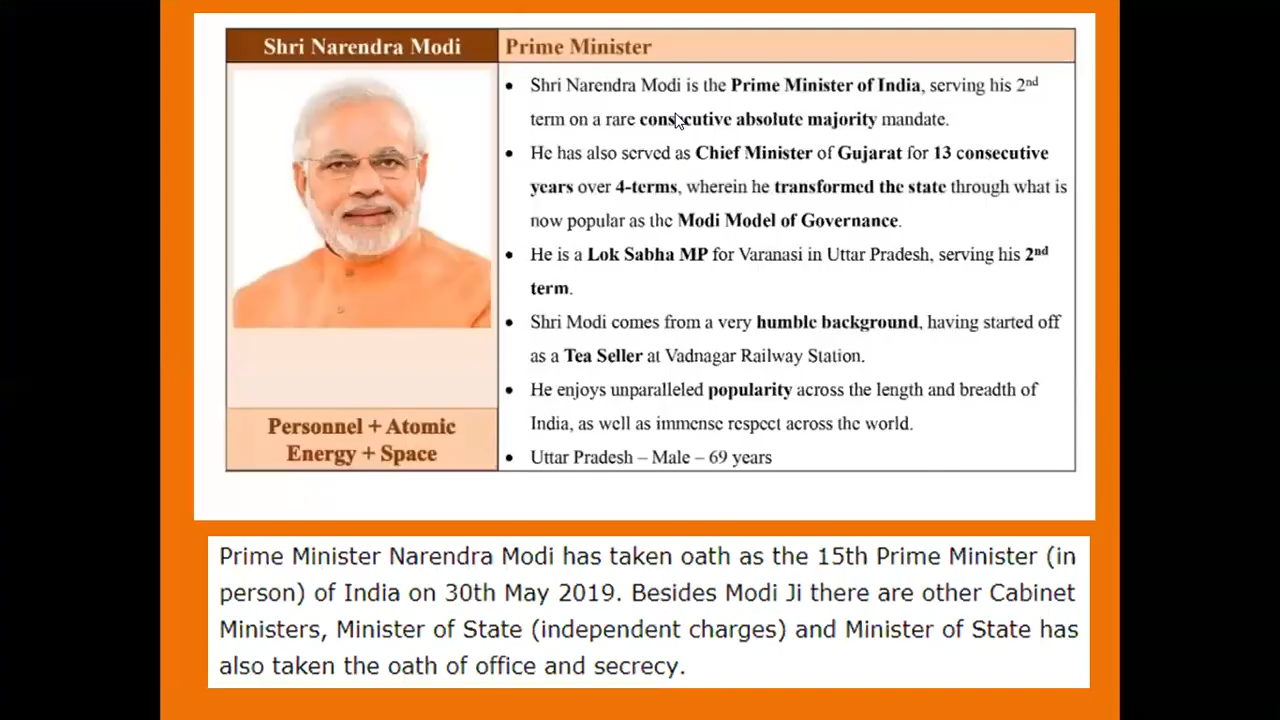 Shri Narendra Modi
Prime Minister
• Shri Narendra Modi is the Prime Minister of India, serving his 2nd
term on a rare consecutive absolute majority mandate.
• He has also served as Chief Minister of Gujarat for 13 consecutive
years over 4-terms, wherein he transformed the state through what is
now popular as the Modi Model of Governance.
• He is a Lok Sabha MP for Varanasi in Uttar Pradesh, serving his 2nd
term.
• Shri Modi comes from a very humble background, having started off
as a Tea Seller at Vadnagar Railway Station.
• He enjoys unparalleled popularity across the length and breadth of
India, as well as immense respect across the world.
• Uttar Pradesh – Male – 69 years
Personnel + Atomic
Energy + Space
Prime Minister Narendra Modi has taken oath as the 15th Prime Minister (in
person) of India on 30th May 2019. Besides Modi Ji there are other Cabinet
Ministers, Minister of State (independent charges) and Minister of State has
also taken the oath of office and secrecy.